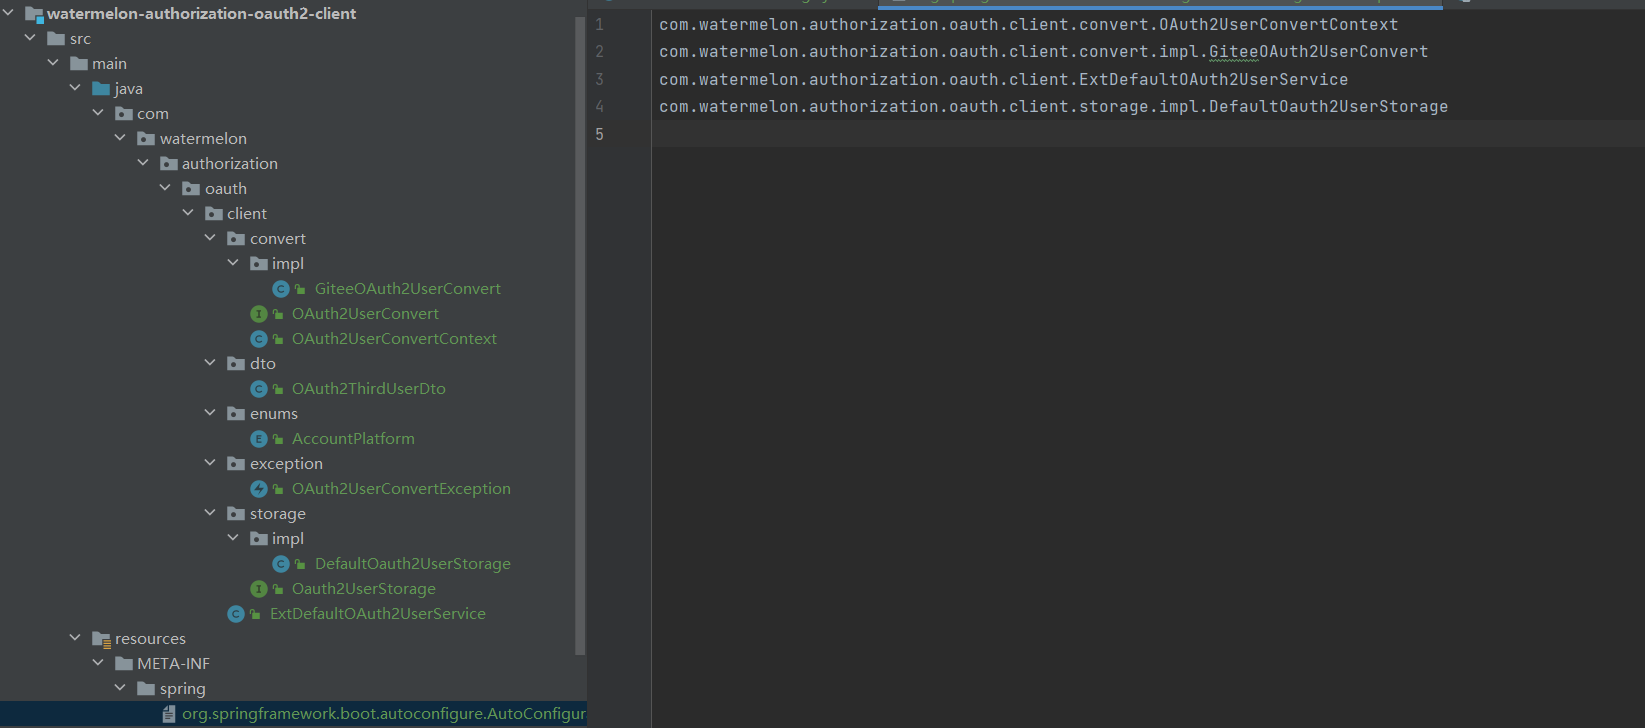 watermelon-authorization-oauth2-client
src
main
java
com
watermelon
authorization
oauth
client
convert
impl
GiteeOAuth2UserConvert
OAuth2UserConvert
OAuth2UserConvertContext
dto
OAuth2ThirdUserDto
enums
AccountPlatform
exception
OAuth2UserConvertException
storage
impl
DefaultOauth2UserStorage
Oauth2UserStorage
ExtDefaultOAuth2UserService
resources
META-INF
spring
org.springframework.boot.autoconfigure.AutoConfigur
1 com.watermelon.authorization.oauth.client.convert.OAuth2UserConvertContext
2 com.watermelon.authorization.oauth.client.convert.impl.GiteeOAuth2UserConvert
3 com.watermelon.authorization.oauth.client.ExtDefaultOAuth2UserService
4 com.watermelon.authorization.oauth.client.storage.impl.DefaultOauth2UserStorage
5